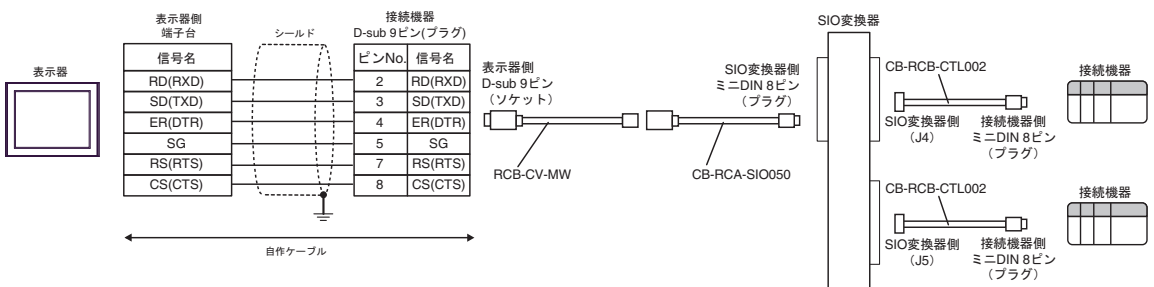 表示器
表示器側
端子台
シールド
接続機器
D-sub 9ピン(プラグ)
信号名
ピンNo. 信号名
RD(RXD) 2 RD(RXD)
SD(TXD) 3 SD(TXD)
ER(DTR) 4 ER(DTR)
SG 5 SG
RS(RTS) 7 RS(RTS)
CS(CTS) 8 CS(CTS)
自作ケーブル
表示器側
D-sub 9ピン
(ソケット)
RCB-CV-MW
SIO変換器側
ミニDIN 8ピン
(プラグ)
CB-RCA-SIO050
SIO変換器
CB-RCB-CTL002
SIO変換器側
(J4)
接続機器側
ミニDIN 8ピン
(プラグ)
接続機器
CB-RCB-CTL002
SIO変換器側
(J5)
接続機器側
ミニDIN 8ピン
(プラグ)
接続機器